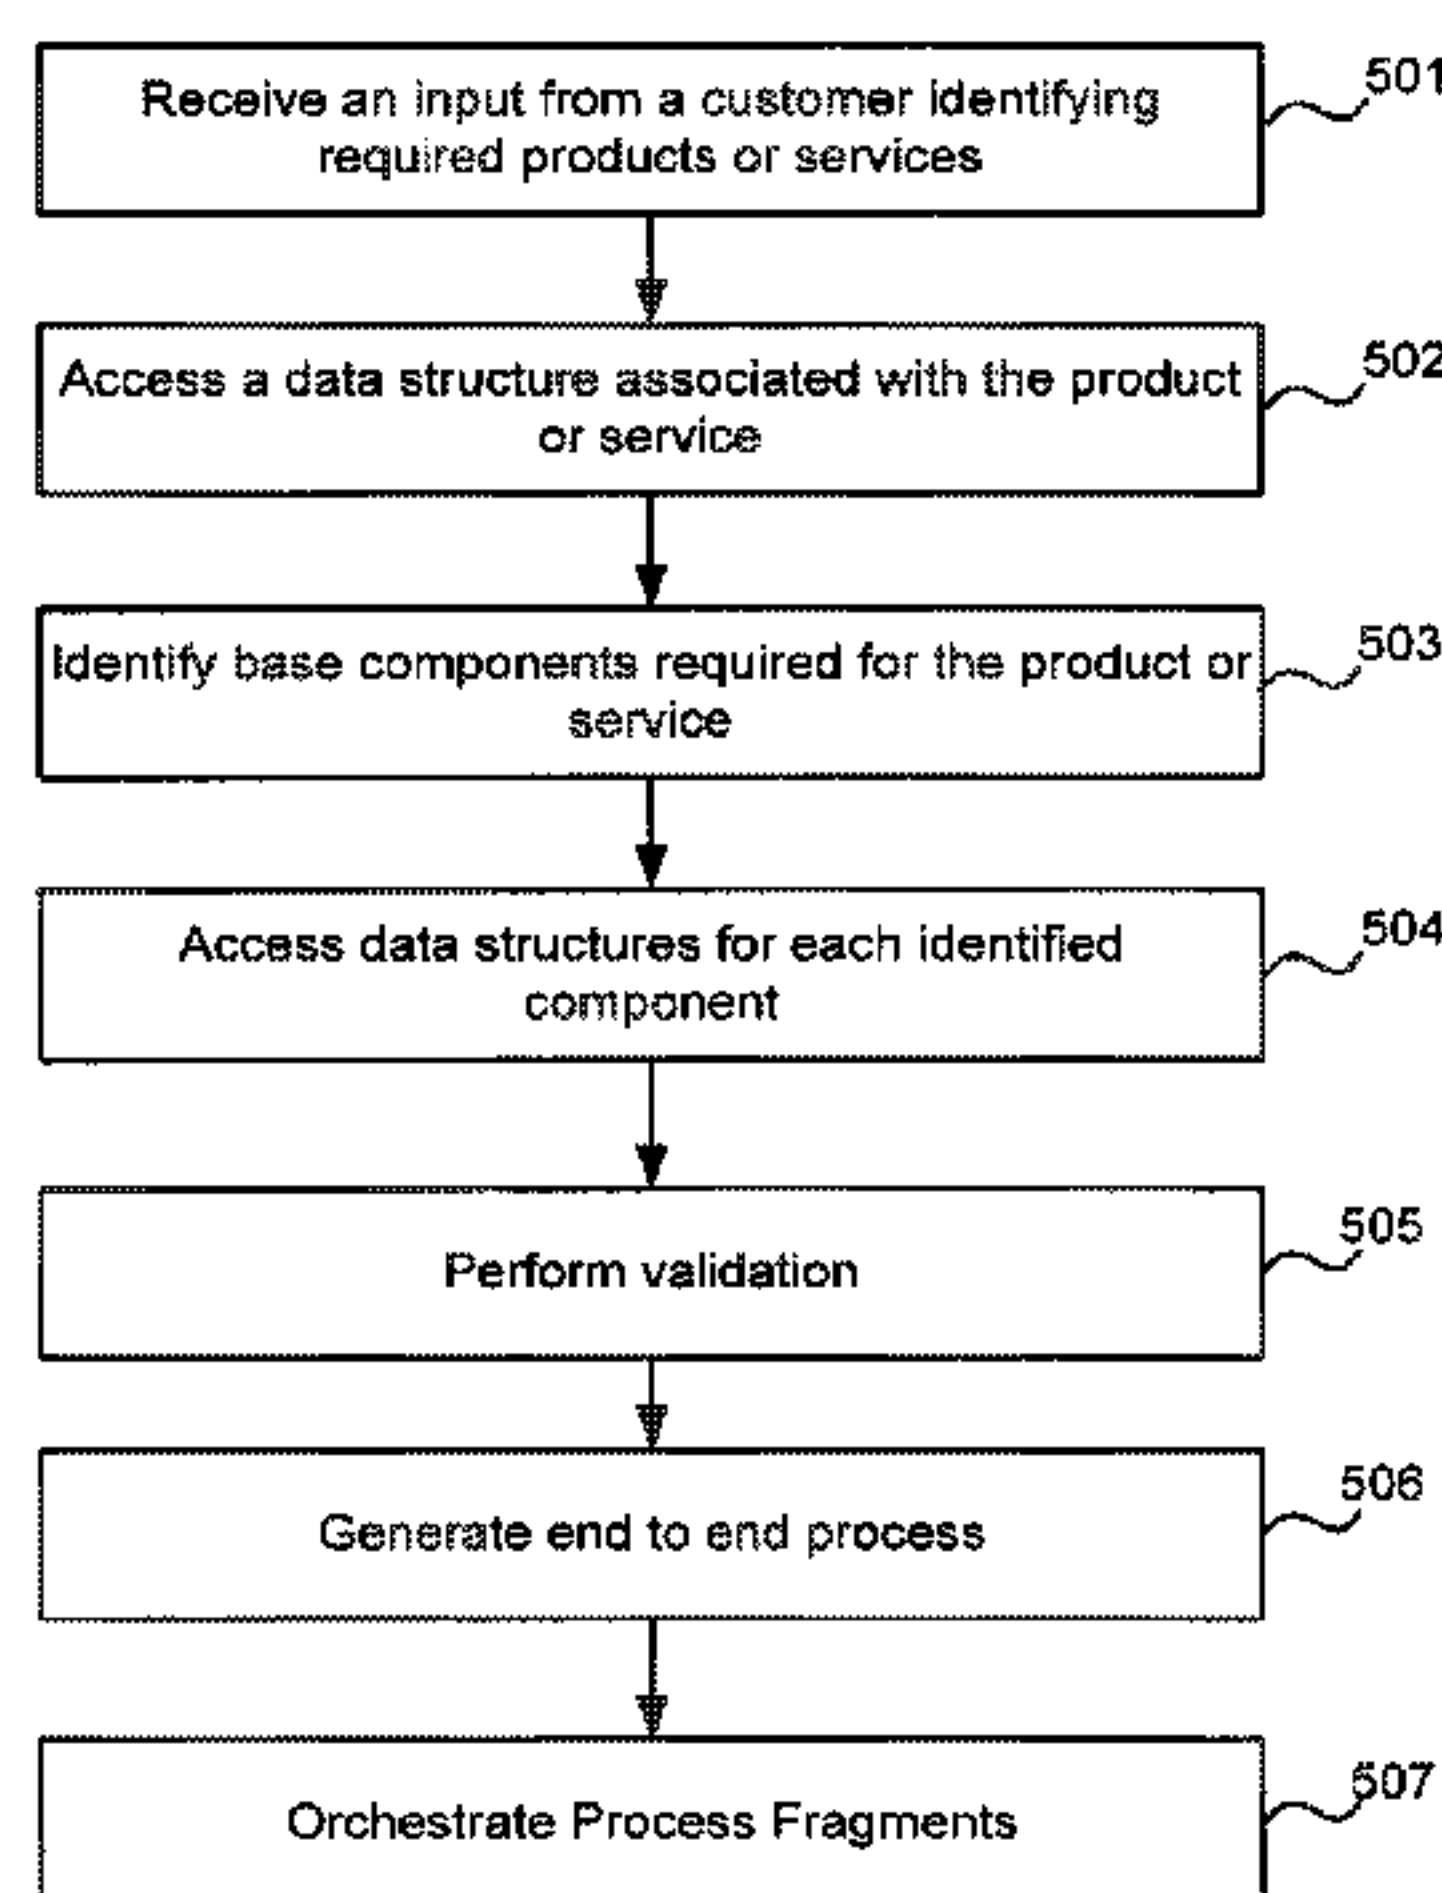 Receive an input from a customer identifying
required products or services
501
Access a data structure associated with the product
or service
502
Identify base components required for the product or
service
503
Access data structures for each identified
component
504
Perform validation
505
Generate end to end process
506
Orchestrate Process Fragments
507